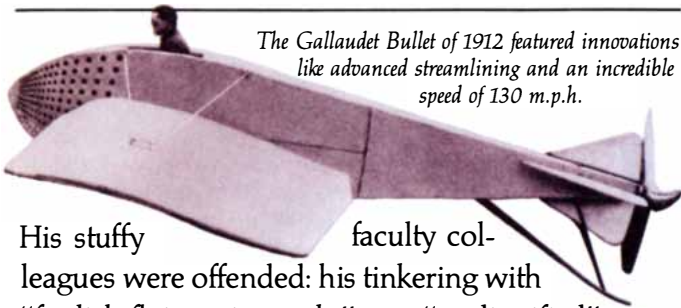 The Gallaudet Bullet of 1912 featured innovations
like advanced streamlining and an incredible
speed of 130 m.p.h.
His stuffy faculty col-
leagues were offended: his tinkering with